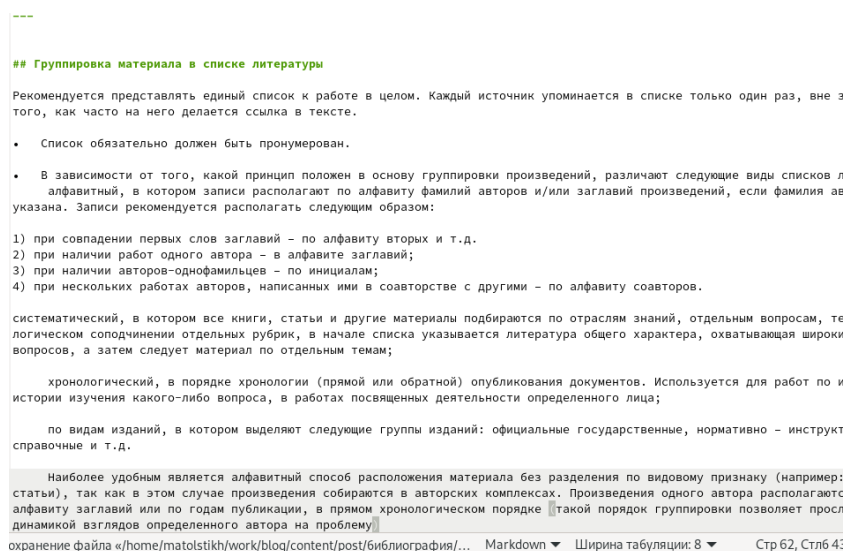 ---
## Группировка материала в списке литературы
Рекомендуется представлять единый список к работе в целом. Каждый источник упоминается в списке только один раз, вне з
того, как часто на него делается ссылка в тексте.
• Список обязательно должен быть пронумерован.
• В зависимости от того, какой принцип положен в основу группировки произведений, различают следующие виды списков л
алфавитный, в котором записи располагают по алфавиту фамилий авторов и/или заглавий произведений, если фамилия ав
указана. Записи рекомендуется располагать следующим образом:
1) при совпадении первых слов заглавий – по алфавиту вторых и т.д.
2) при наличии работ одного автора – в алфавите заглавий;
3) при наличии авторов-однофамильцев – по инициалам;
4) при нескольких работах авторов, написанных ими в соавторстве с другими – по алфавиту соавторов.
систематический, в котором все книги, статьи и другие материалы подбираются по отраслям знаний, отдельным вопросам, те
логическом соподчинении отдельных рубрик, в начале списка указывается литература общего характера, охватывающая широки
вопросов, а затем следует материал по отдельным темам;
хронологический, в порядке хронологии (прямой или обратной) опубликования документов. Используется для работ по и
истории изучения какого-либо вопроса, в работах посвященных деятельности определенного лица;
по видам изданий, в котором выделяют следующие группы изданий: официальные государственные, нормативно – инструкт
справочные и т.д.
Наиболее удобным является алфавитный способ расположения материала без разделения по видовому признаку (например:
статьи), так как в этом случае произведения собираются в авторских комплексах. Произведения одного автора располагаютс
алфавиту заглавий или по годам публикации, в прямом хронологическом порядке (такой порядок группировки позволяет просл
динамикой взглядов определенного автора на проблему)
охранение файла «/home/matolstikh/work/blog/content/post/библиография/... Markdown Ширина табуляции: 8 Стр 62, Стлб 43